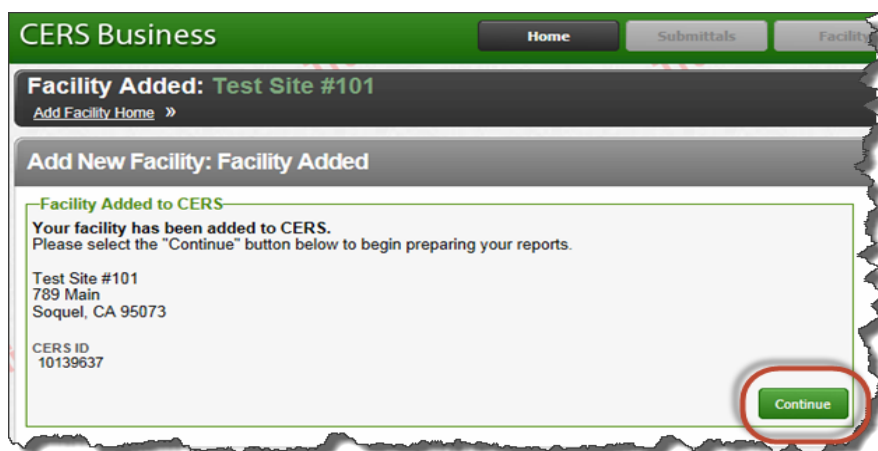 CERS Business
Home
Submittals
Facility
Facility Added: Test Site #101
Add Facility Home »
Add New Facility: Facility Added
Facility Added to CERS
Your facility has been added to CERS.
Please select the "Continue" button below to begin preparing your reports.
Test Site #101
789 Main
Soquel, CA 95073
CERS ID
10139637
Continue